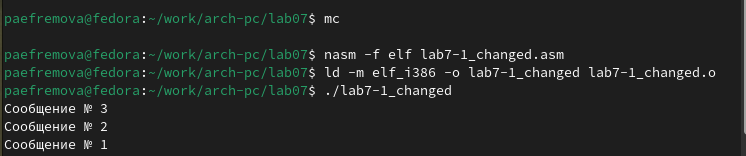 paefremova@fedora:~/work/arch-pc/lab07$ mc
paefremova@fedora:~/work/arch-pc/lab07$ nasm -f elf lab7-1_changed.asm
paefremova@fedora:~/work/arch-pc/lab07$ ld -m elf_i386 -o lab7-1_changed lab7-1_changed.o
paefremova@fedora:~/work/arch-pc/lab07$ ./lab7-1_changed
Сообщение № 3
Сообщение № 2
Сообщение № 1